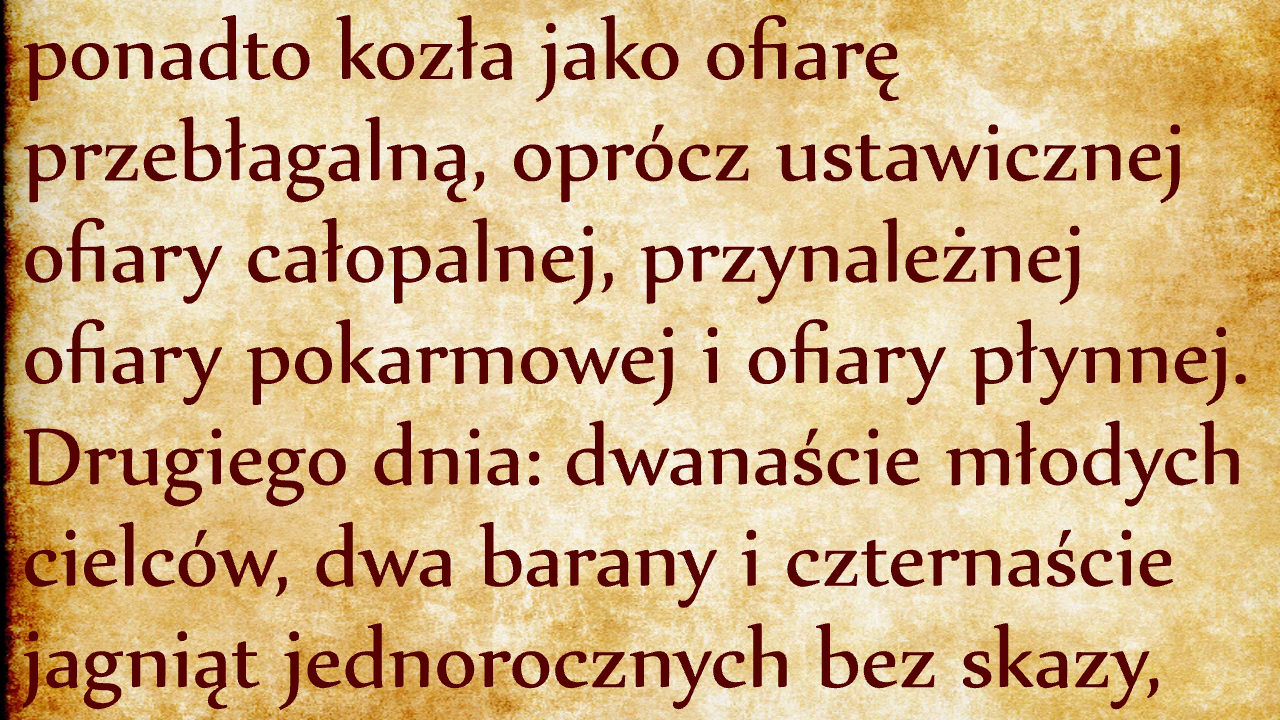 ponadto kozła jako ofiarę
przebłagalną, oprócz ustawicznej
ofiary całopalnej, przynależnej
ofiary pokarmowej i ofiary płynnej.
Drugiego dnia: dwanaście młodych
cielców, dwa barany i czternaście
jagniąt jednorocznych bez skazy,